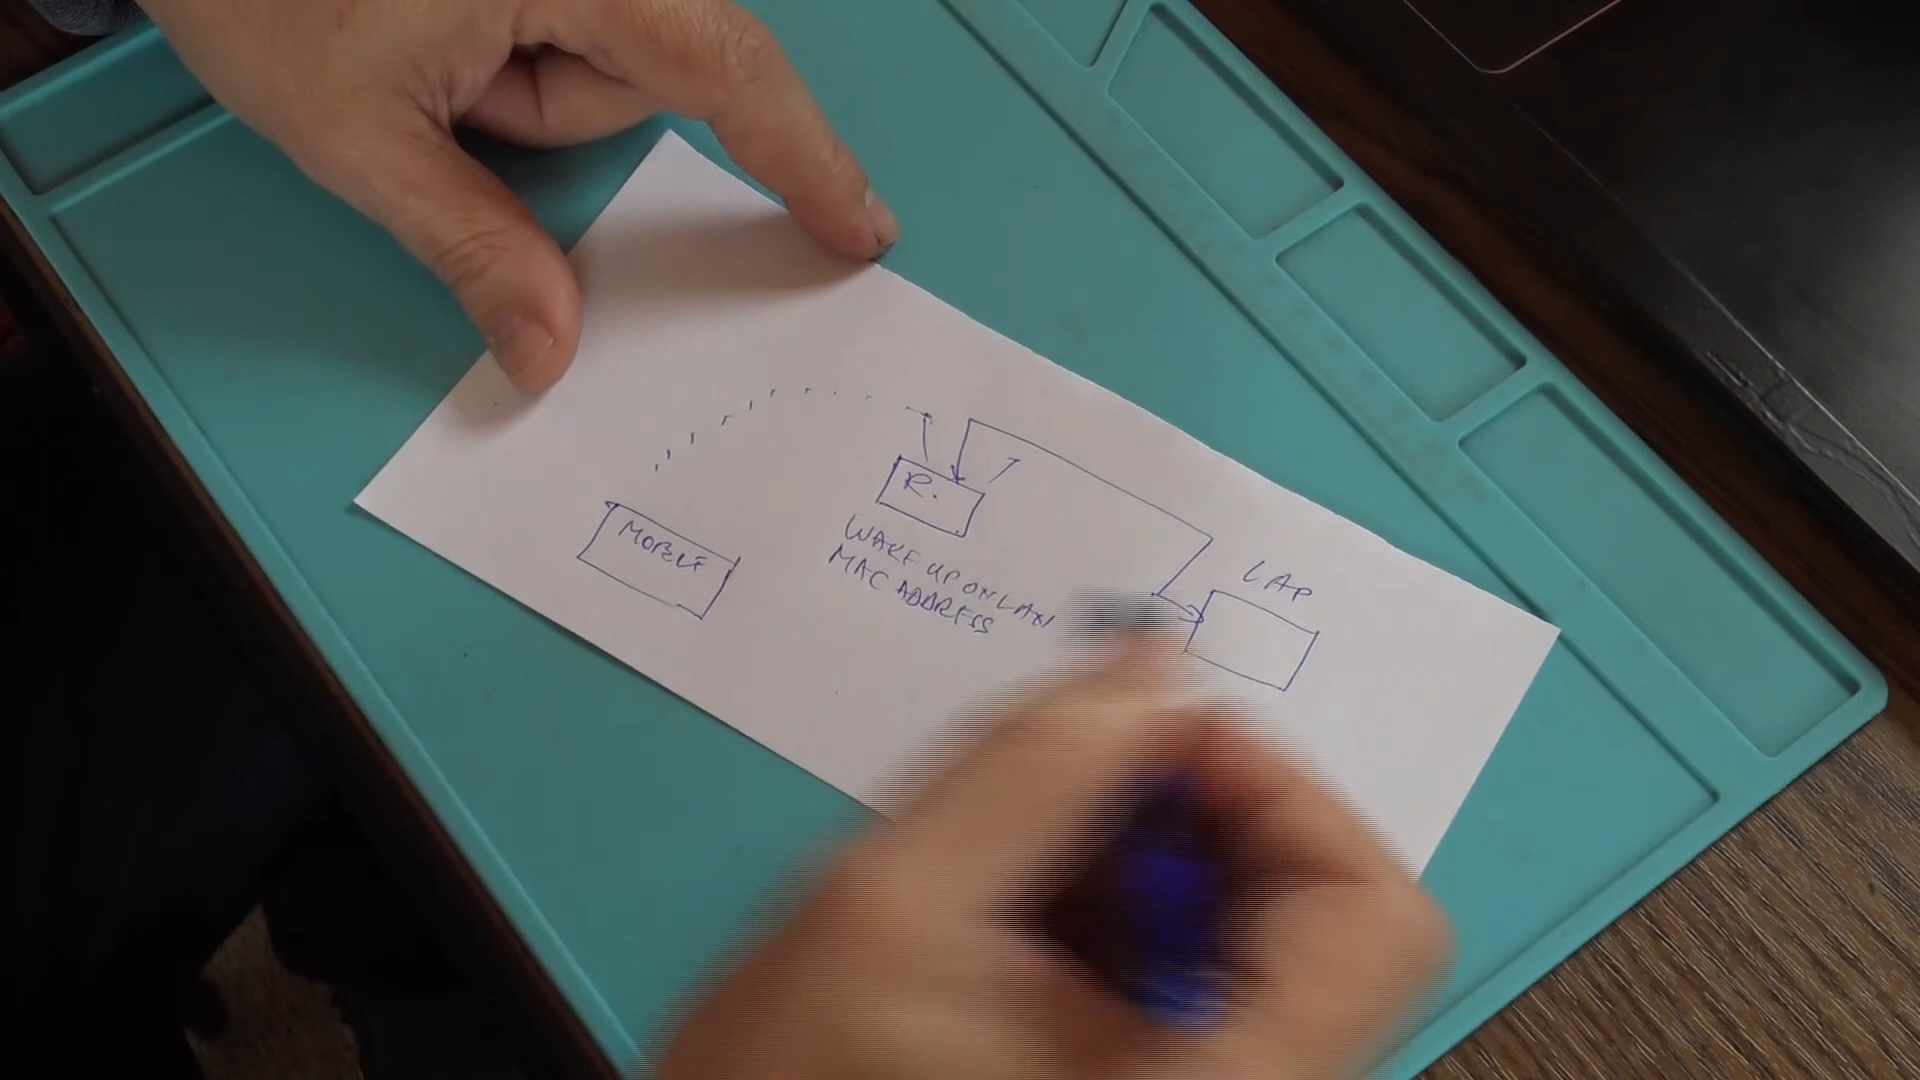 MOBILE
R.
WAKE UP ON LAN
MAC ADDRESS
LAP